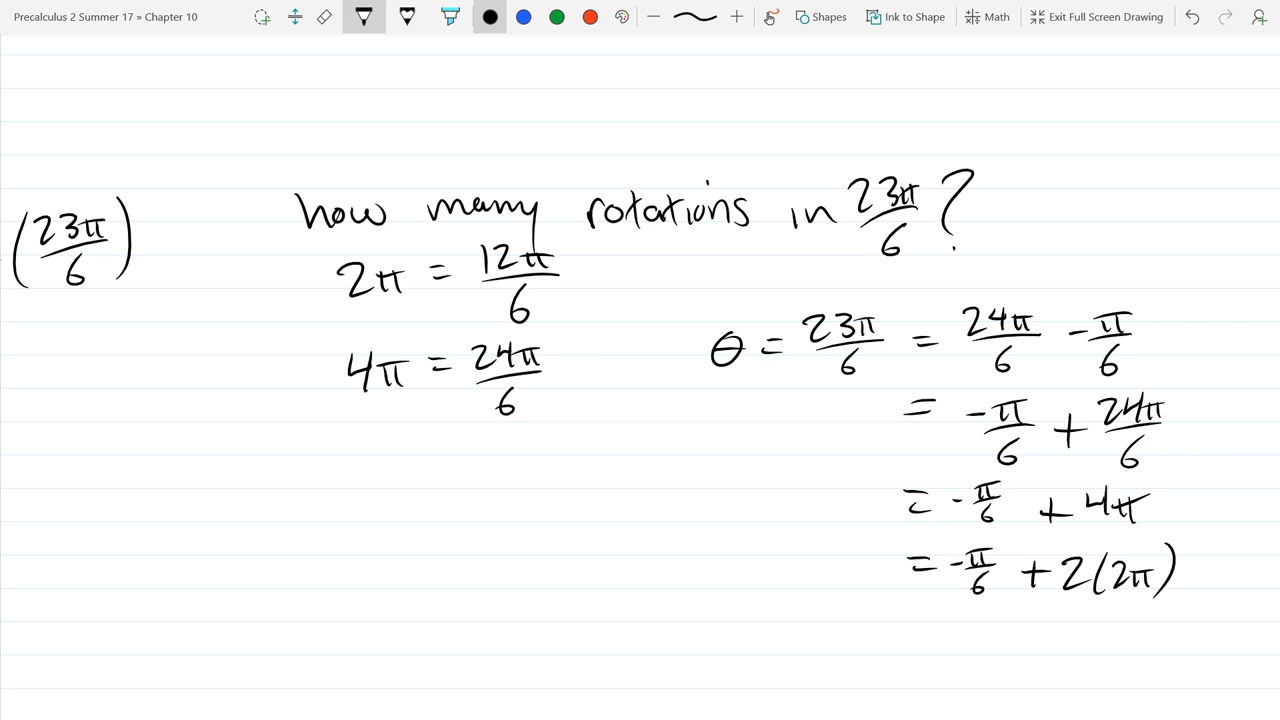 Precalculus 2 Summer 17 » Chapter 10 Shapes Ink to Shape Math Exit Full Screen Drawing
how many rotations in 23π/6?
(23π/6)
2π = 12π/6
4π = 24π/6
θ = 23π/6 = 24π/6 - π/6
= -π/6 + 24π/6
= -π/6 + 4π
= -π/6 + 2(2π)